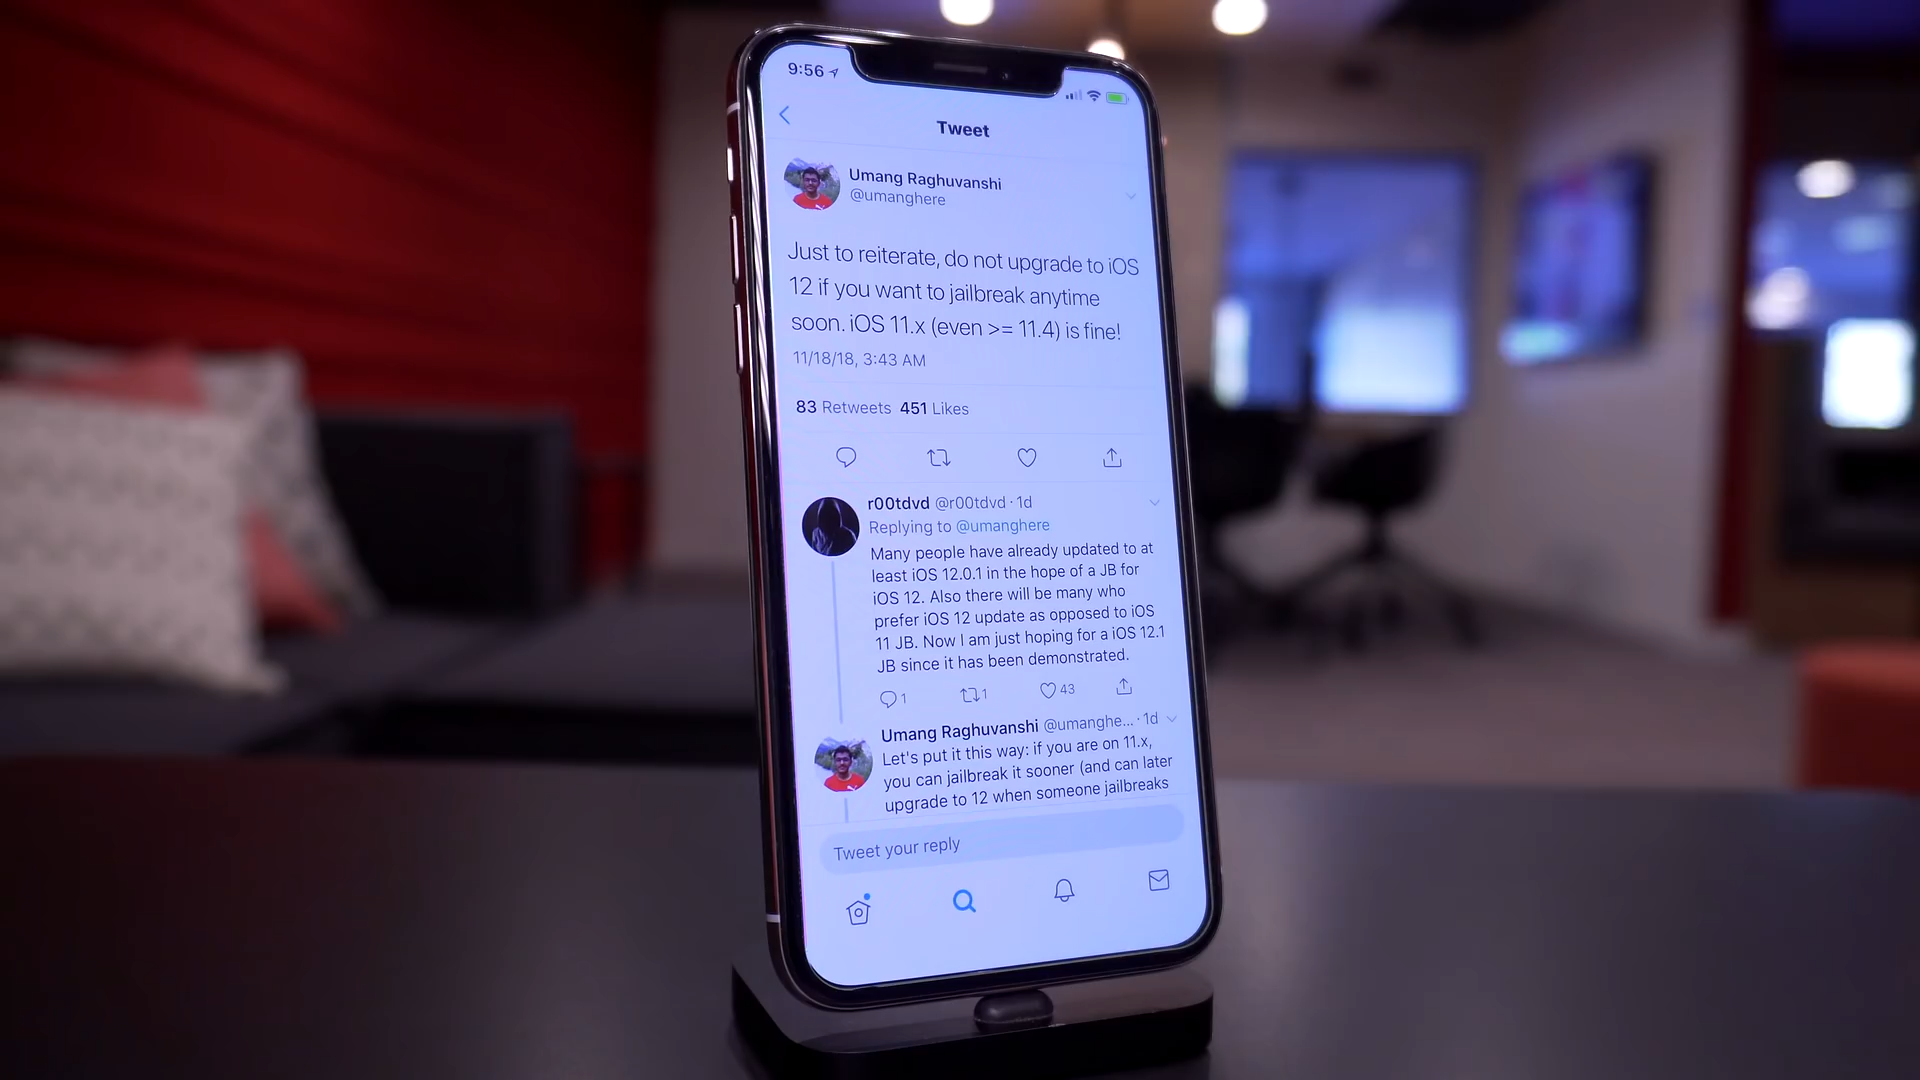 9:56
Tweet
Umang Raghuvanshi
@umanghere
Just to reiterate, do not upgrade to iOS
12 if you want to jailbreak anytime
soon. iOS 11.x (even >= 11.4) is fine!
11/18/18, 3:43 AM
83 Retweets 451 Likes
r00tdvd @r00tdvd · 1d
Replying to @umanghere
Many people have already updated to at
least iOS 12.0.1 in the hope of a JB for
iOS 12. Also there will be many who
prefer iOS 12 update as opposed to iOS
11 JB. Now I am just hoping for a iOS 12.1
JB since it has been demonstrated.
1 1 43
Umang Raghuvanshi @umanghe... · 1d
Let's put it this way: if you are on 11.x,
you can jailbreak it sooner (and can later
upgrade to 12 when someone jailbreaks
Tweet your reply